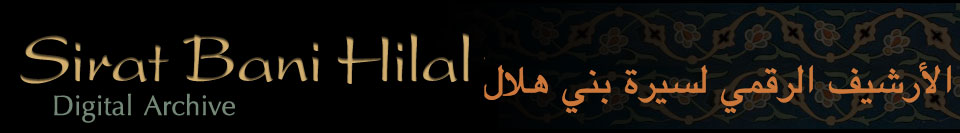 Sirat Bani Hilal
Digital Archive
الأرشيف الرقمي لسيرة بني هلال